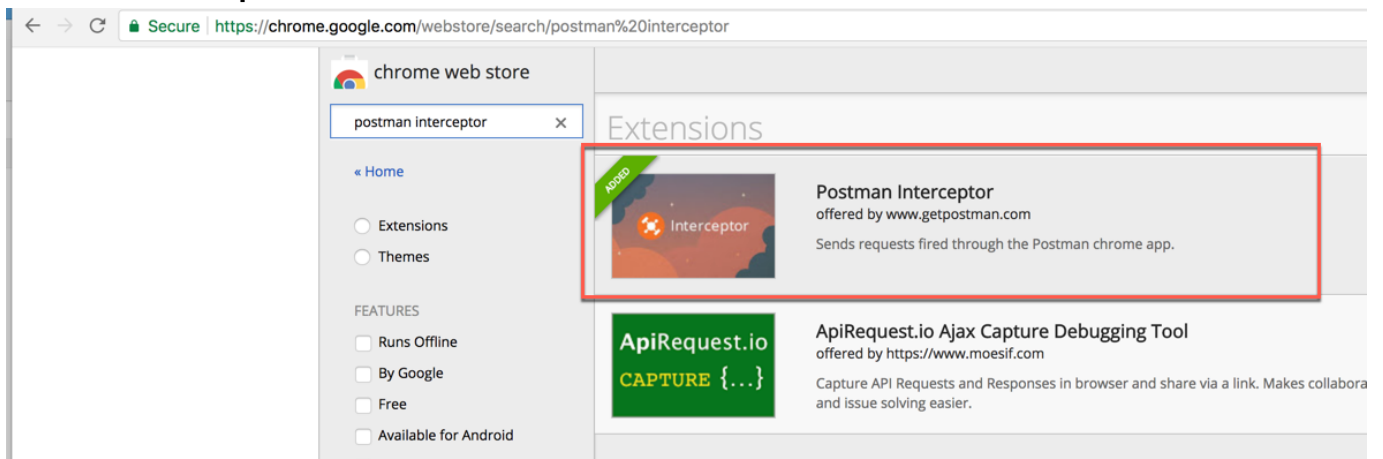 Secure https://chrome.google.com/webstore/search/postman%20interceptor
chrome web store
postman interceptor
Extensions
« Home
Extensions
Themes
FEATURES
Runs Offline
By Google
Free
Available for Android
ADDED
Interceptor
Postman Interceptor
offered by www.getpostman.com
Sends requests fired through the Postman chrome app.
ApiRequest.io
CAPTURE {...}
ApiRequest.io Ajax Capture Debugging Tool
offered by https://www.moesif.com
Capture API Requests and Responses in browser and share via a link. Makes collabora
and issue solving easier.